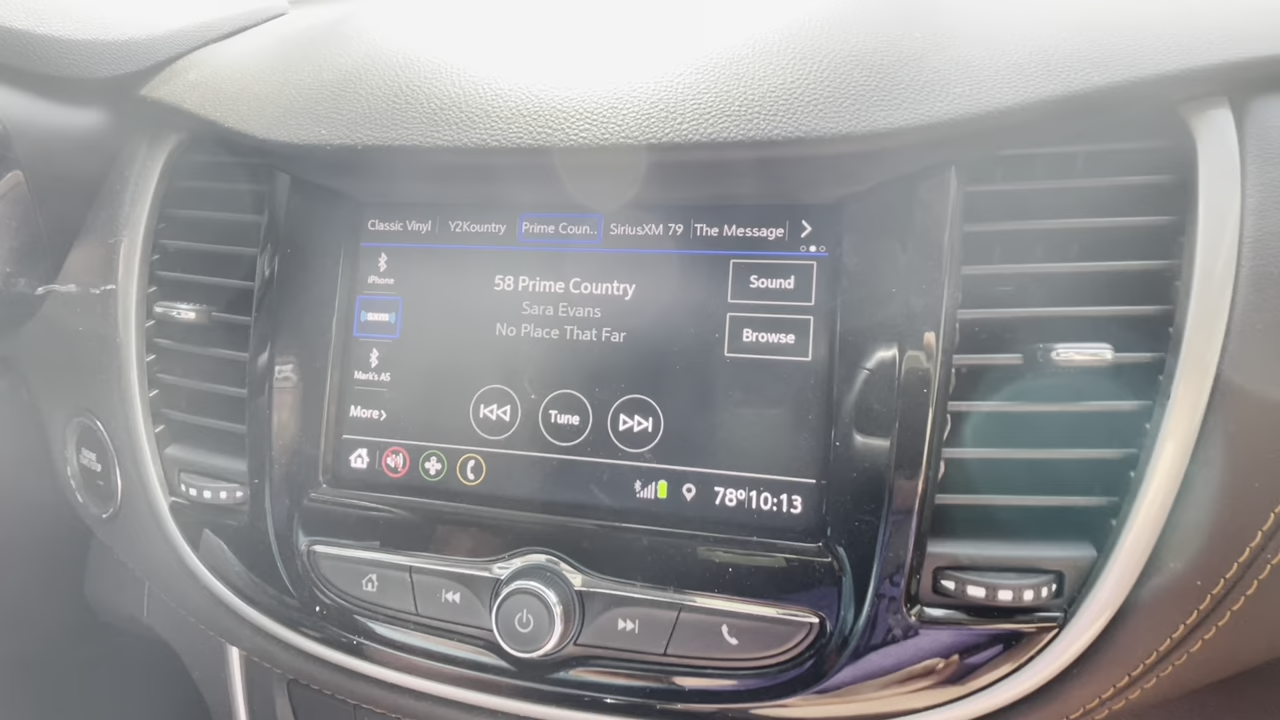 Classic Vinyl Y2Kountry Prime Coun.. SiriusXM 79 The Message
iPhone
58 Prime Country
Sound
sxm
Sara Evans
No Place That Far
Browse
Mark's A5
More
Tune
78° 10:13